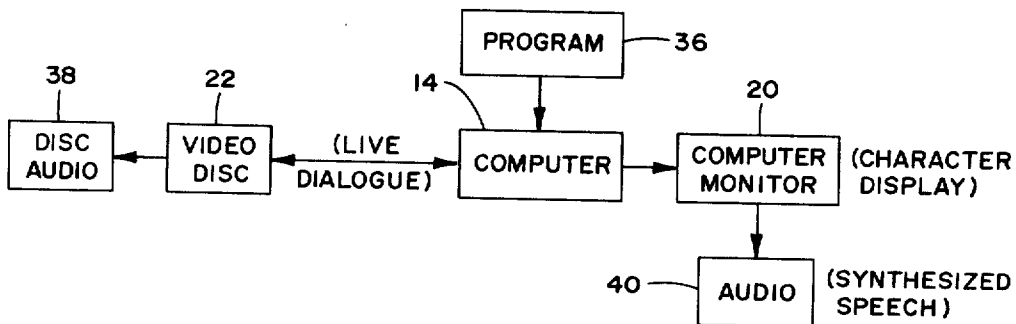 PROGRAM
36
38
22
14
20
DISC
AUDIO
VIDEO
DISC
(LIVE
DIALOGUE)
COMPUTER
COMPUTER
MONITOR
(CHARACTER
DISPLAY)
40
AUDIO
(SYNTHESIZED
SPEECH)